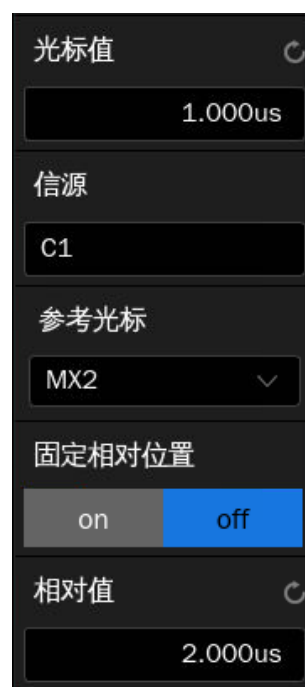 光标值
1.000us
信源
C1
参考光标
MX2
固定相对位置
on off
相对值
2.000us